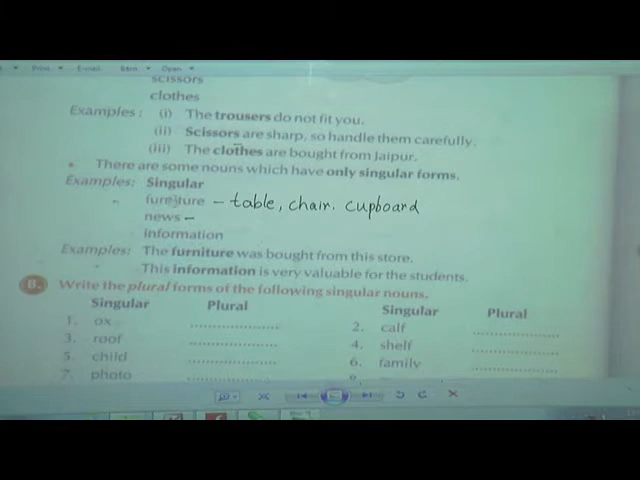 Print
E-mail
Burn
Open
scissors
clothes
Examples : (i) The trousers do not fit you.
(ii) Scissors are sharp, so handle them carefully.
(iii) The clothes are bought from Jaipur.
• There are some nouns which have only singular forms.
Examples: Singular
furniture – table, chair. Cupboard
news –
information
Examples: The furniture was bought from this store.
This information is very valuable for the students.
B. Write the plural forms of the following singular nouns.
Singular Plural Singular Plural
1. ox .................... 2. calf ....................
3. roof .................... 4. shelf ....................
5. child .................... 6. family ....................
7. photo ....................